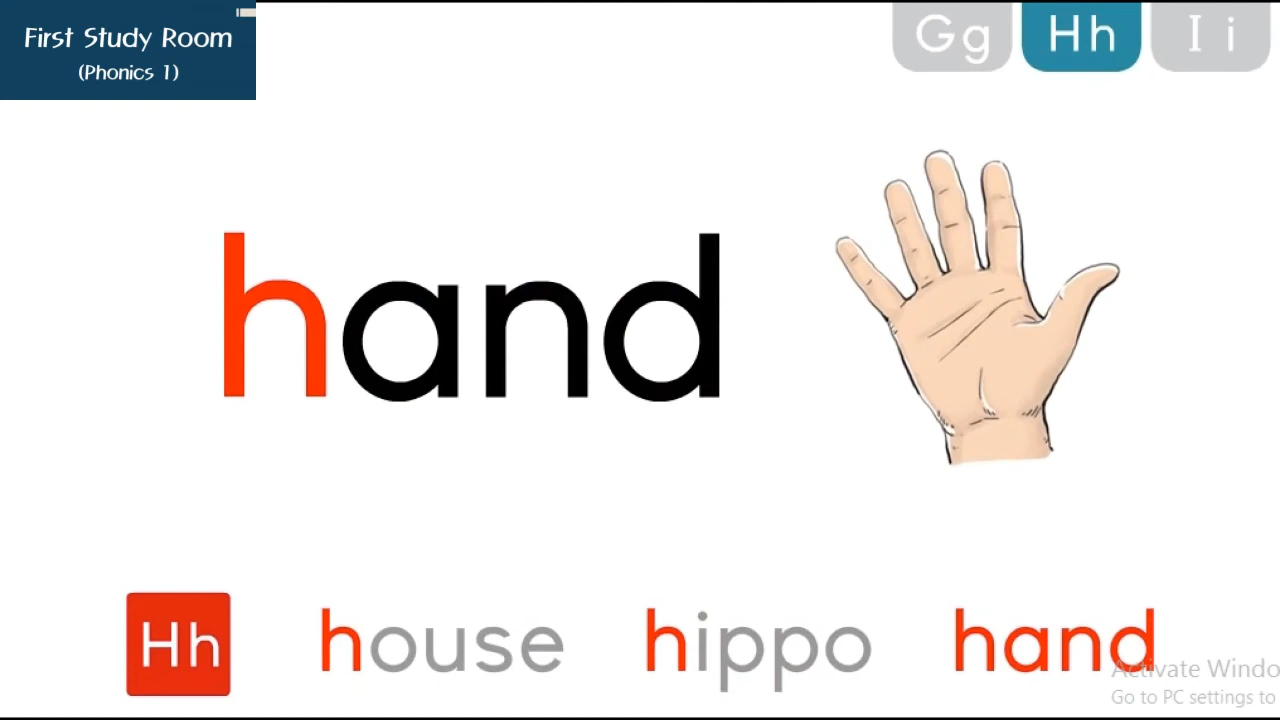 First Study Room
(Phonics 1)
Gg Hh Ii
hand
Hh house hippo hand
Activate Windo
Go to PC settings to